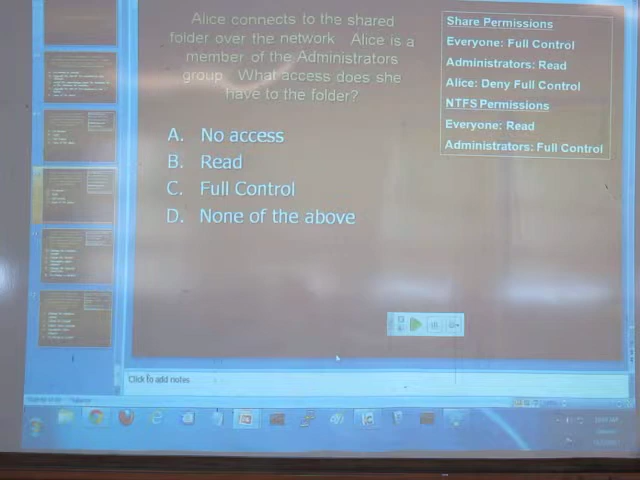 Alice connects to the shared
folder over the network Alice is a
member of the Administrators
group What access does she
have to the folder?
A. No access
B. Read
C. Full Control
D. None of the above
Share Permissions
Everyone: Full Control
Administrators: Read
Alice: Deny Full Control
NTFS Permissions
Everyone: Read
Administrators: Full Control
Click to add notes